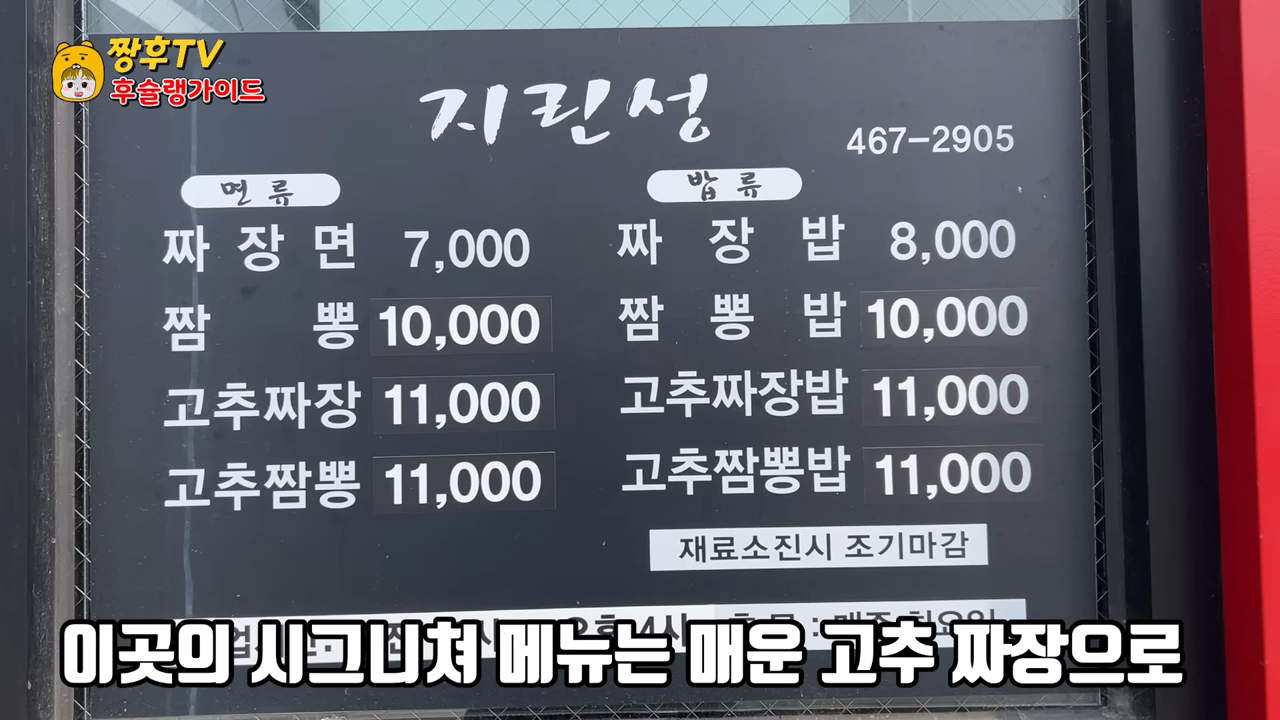 짱후TV
후슐랭가이드
지린성
467-2905
면류
짜장면 7,000
짬뽕 10,000
고추짜장 11,000
고추짬뽕 11,000
밥류
짜장밥 8,000
짬뽕밥 10,000
고추짜장밥 11,000
고추짬뽕밥 11,000
재료소진시 조기마감
이곳의 시그니쳐 메뉴는 매운 고추 짜장으로